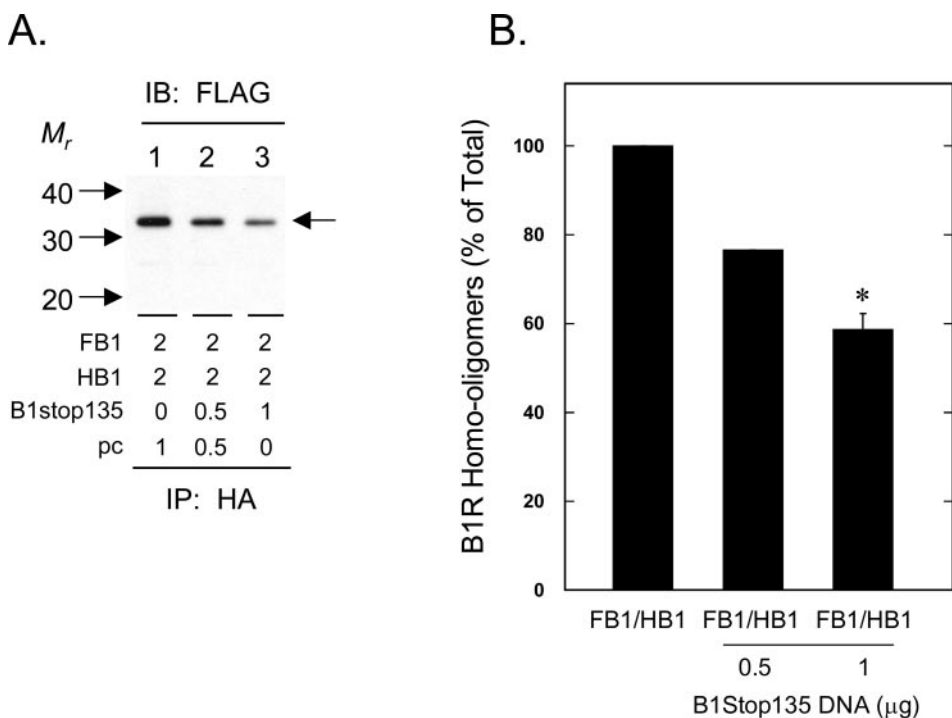 A.
IB: FLAG
Mr
1 2 3
40
30
20
FB1 2 2 2
HB1 2 2 2
B1stop135 0 0.5 1
pc 1 0.5 0
IP: HA
B.
B1R Homo-oligomers (% of Total)
100
80
60
40
20
0
*
FB1/HB1 FB1/HB1 FB1/HB1
0.5 1
B1Stop135 DNA (μg)